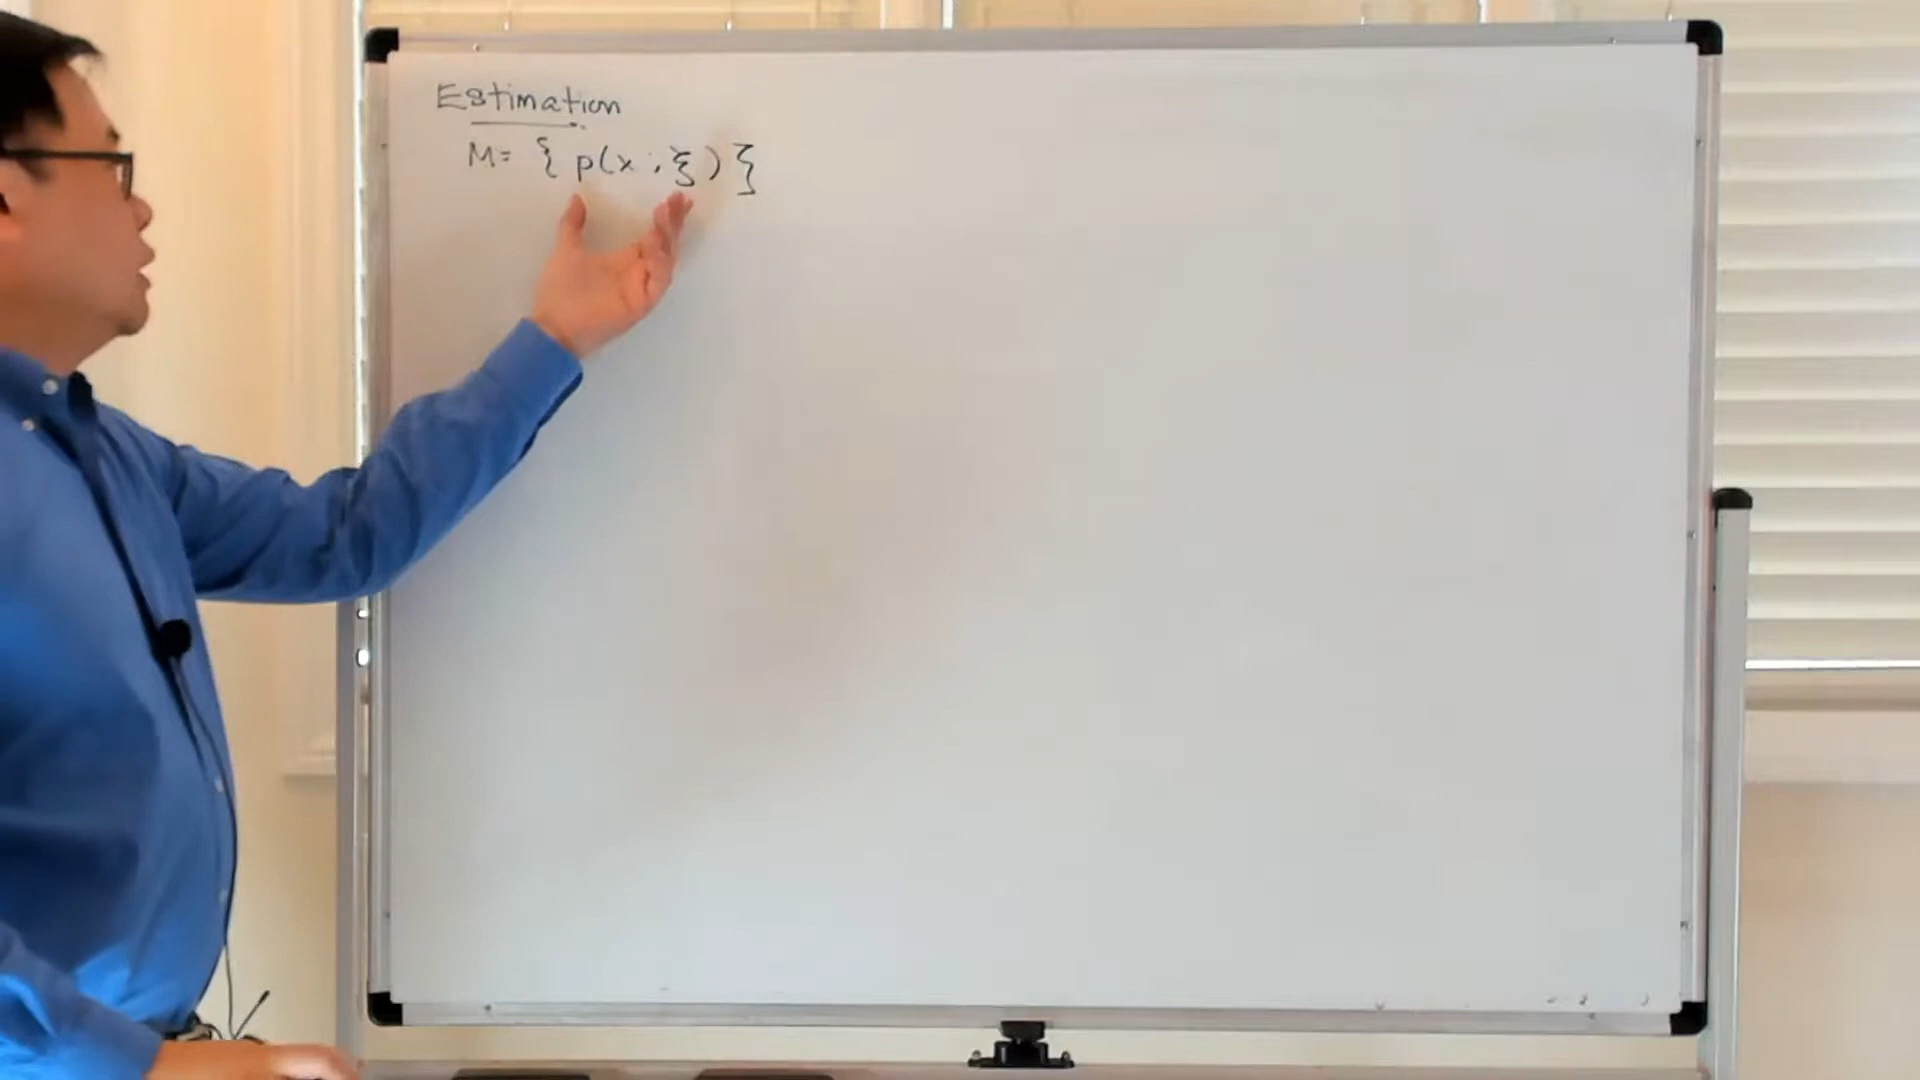 Estimation
M= { p(x;ξ) }